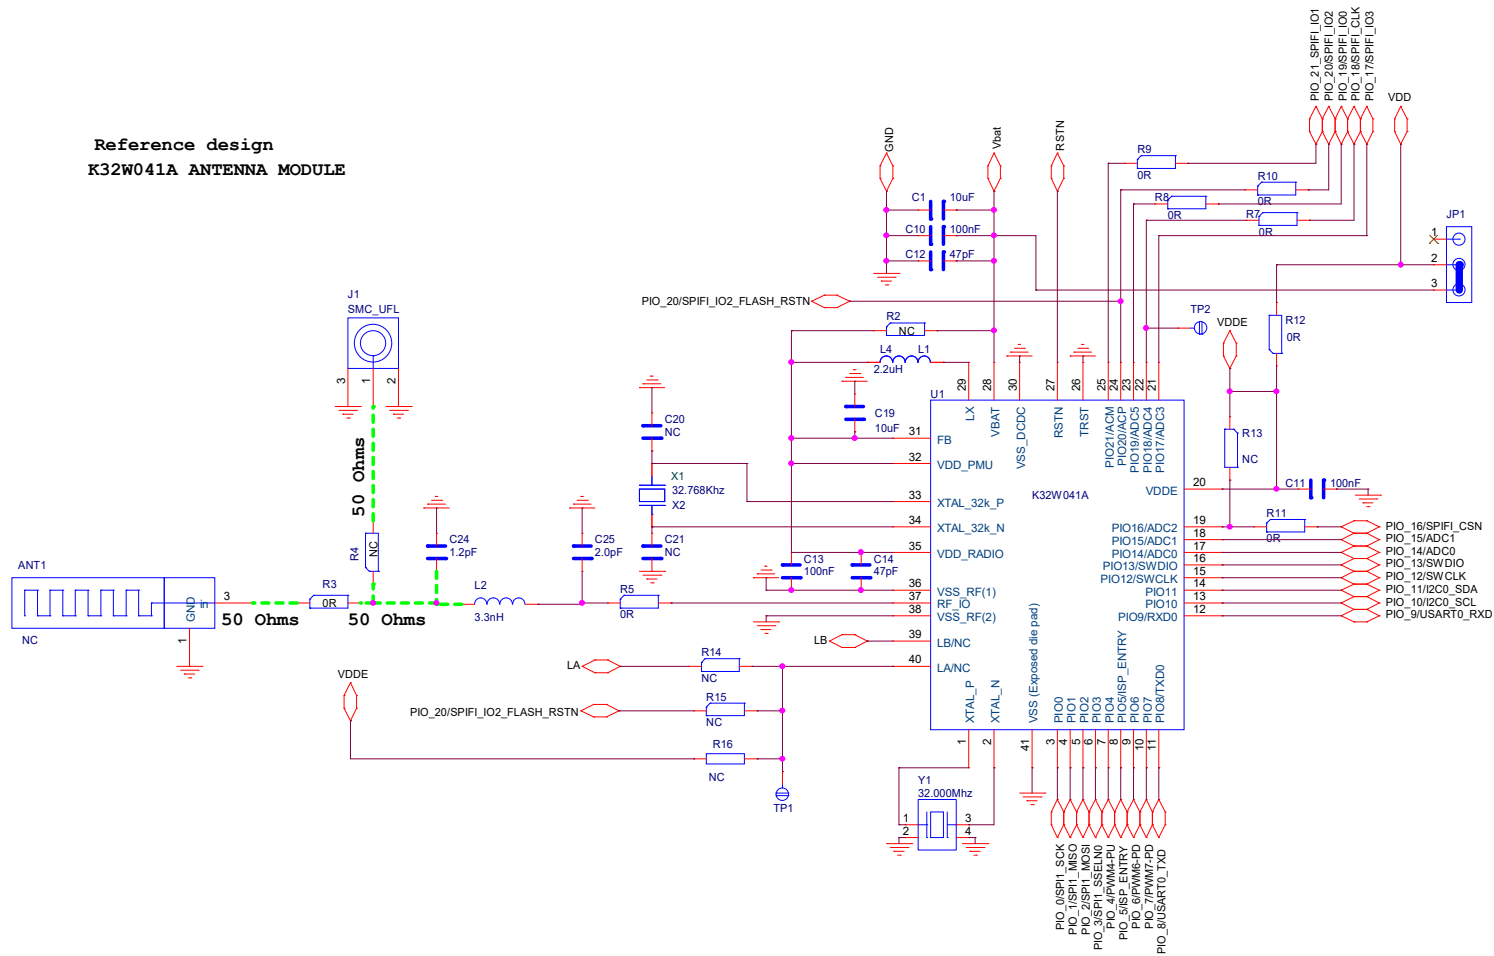 Reference design
K32W041A ANTENNA MODULE
PIO_21_SPIFI_IO1
PIO_20/SPIFI_IO2
PIO_19/SPIFI_IO0
PIO_18/SPIFI_CLK
PIO_17/SPIFI_IO3
VDD
GND
Vbat
RSTN
R9
0R
R10
0R
R8
0R
R7
0R
C1
10uF
C10
100nF
C12
47pF
JP1
1
2
3
PIO_20/SPIFI_IO2_FLASH_RSTN
TP2
VDDE
R12
0R
J1
SMC_UFL
3
1
2
R2
NC
L4
L1
2.2uH
29
28
30
27
26
25
24
23
22
21
U1
LX
VBAT
VSS_DCDC
RSTN
TRST
PIO21/ACM
PIO20/ACP
PIO19/ADC5
PIO18/ADC4
PIO17/ADC3
C19
10uF
C20
NC
R13
NC
31
FB
32
VDD_PMU
X1
32.768Khz
X2
K32W041A
VDDE
20
C11
100nF
33
XTAL_32k_P
34
XTAL_32k_N
35
VDD_RADIO
36
VSS_RF(1)
37
RF_IO
38
VSS_RF(2)
39
LB/NC
40
LA/NC
50 Ohms
R4
NC
C24
1.2pF
C25
2.0pF
C21
NC
C13
100nF
C14
47pF
PIO16/ADC2
19
R11
0R
PIO_16/SPIFI_CSN
PIO15/ADC1
18
PIO_15/ADC1
PIO14/ADC0
17
PIO_14/ADC0
PIO13/SWDIO
16
PIO_13/SWDIO
PIO12/SWCLK
15
PIO_12/SWCLK
PIO11
14
PIO_11/I2C0_SDA
PIO10
13
PIO_10/I2C0_SCL
PIO9/RXD0
12
PIO_9/USART0_RXD
ANT1
GND
in
3
1
NC
50 Ohms
R3
0R
50 Ohms
L2
3.3nH
R5
0R
LB
LA
R14
NC
VDDE
PIO_20/SPIFI_IO2_FLASH_RSTN
R15
NC
R16
NC
TP1
XTAL_P
XTAL_N
VSS (Exposed die pad)
PIO0
PIO1
PIO2
PIO3
PIO4
PIO5/ISP_ENTRY
PIO6
PIO7
PIO8/TXD0
1
2
41
3
4
5
6
7
8
9
10
11
Y1
32.000Mhz
1
2
3
4
PIO_0/SPI1_SCK
PIO_1/SPI1_MISO
PIO_2/SPI1_MOSI
PIO_3/SPI1_SSELN0
PIO_4/PWM4-PU
PIO_5/ISP_ENTRY
PIO_6/PWM6-PD
PIO_7/PWM7-PD
PIO_8/USART0_TXD